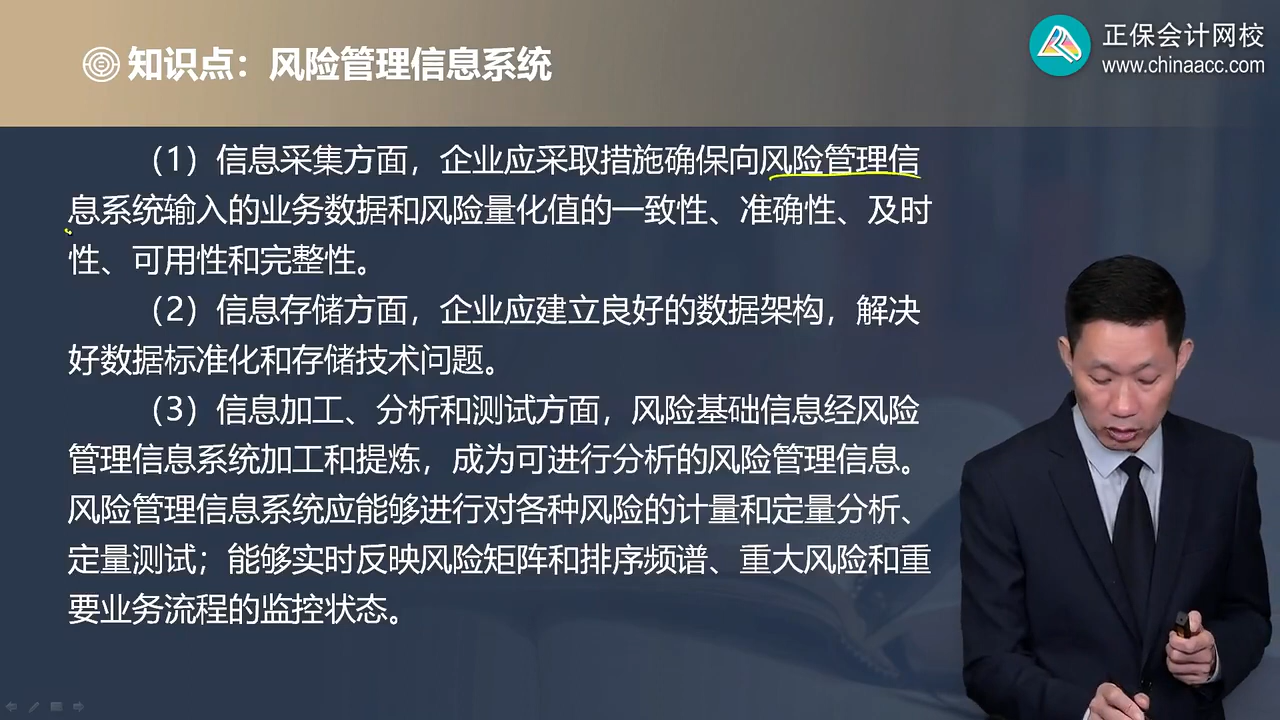 知识点：风险管理信息系统
正保会计网校
www.chinaacc.com
（1）信息采集方面，企业应采取措施确保向风险管理信
息系统输入的业务数据和风险量化值的一致性、准确性、及时
性、可用性和完整性。
（2）信息存储方面，企业应建立良好的数据架构，解决
好数据标准化和存储技术问题。
（3）信息加工、分析和测试方面，风险基础信息经风险
管理信息系统加工和提炼，成为可进行分析的风险管理信息。
风险管理信息系统应能够进行对各种风险的计量和定量分析、
定量测试；能够实时反映风险矩阵和排序频谱、重大风险和重
要业务流程的监控状态。